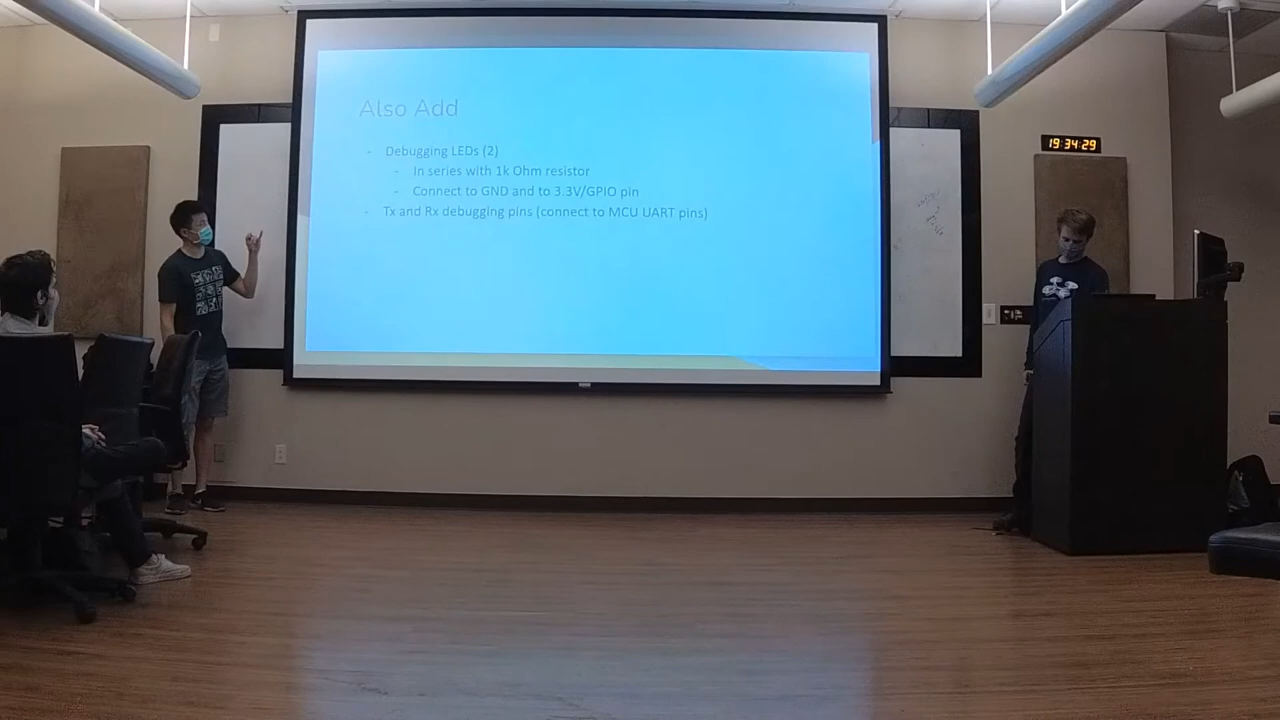 Also Add
- Debugging LEDs (2)
- In series with 1k Ohm resistor
- Connect to GND and to 3.3V/GPIO pin
- Tx and Rx debugging pins (connect to MCU UART pins)
19:34:29